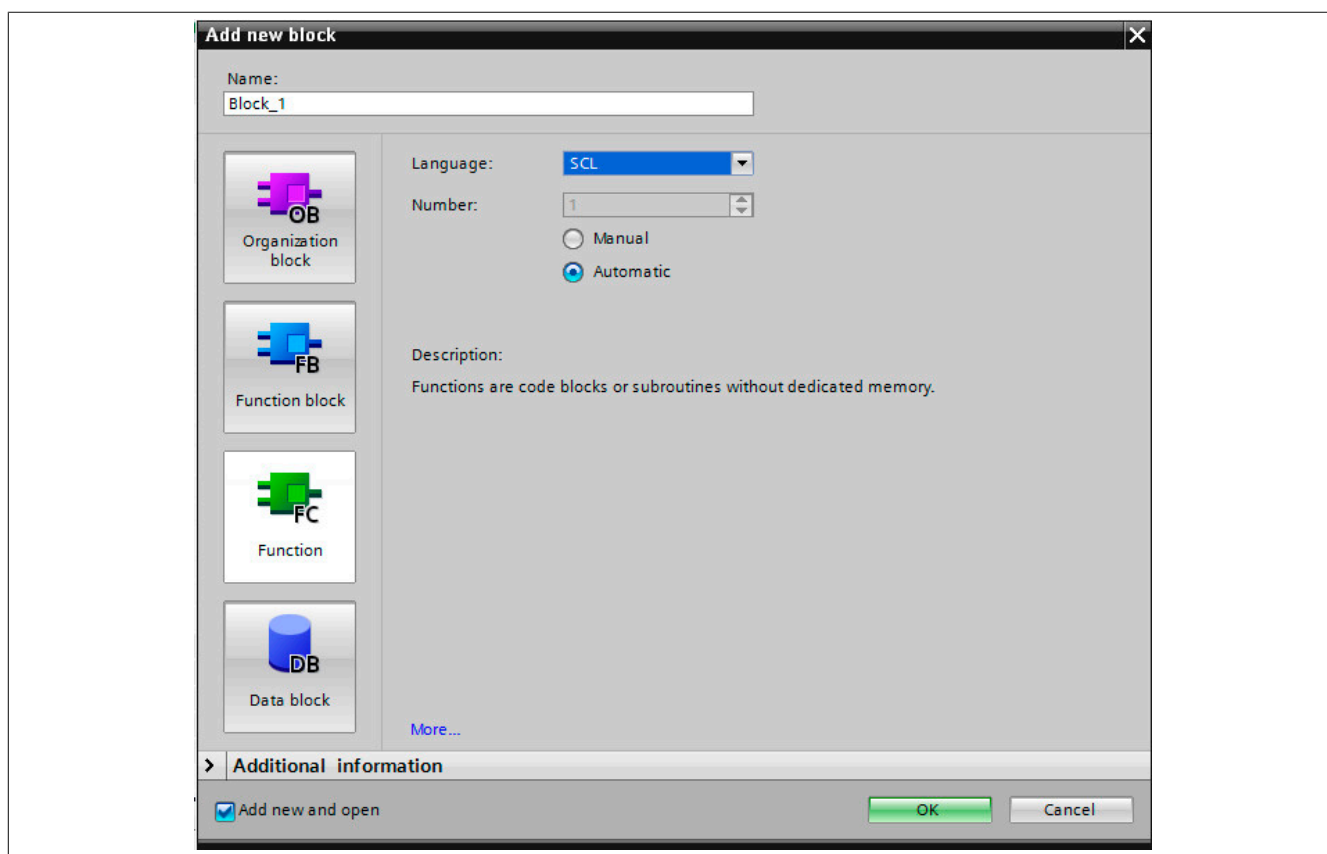 Add new block
Name:
Block_1
OB
Organization
block
FB
Function block
FC
Function
DB
Data block
Language:
SCL
Number:
1
Manual
Automatic
Description:
Functions are code blocks or subroutines without dedicated memory.
More...
Additional information
Add new and open
OK
Cancel